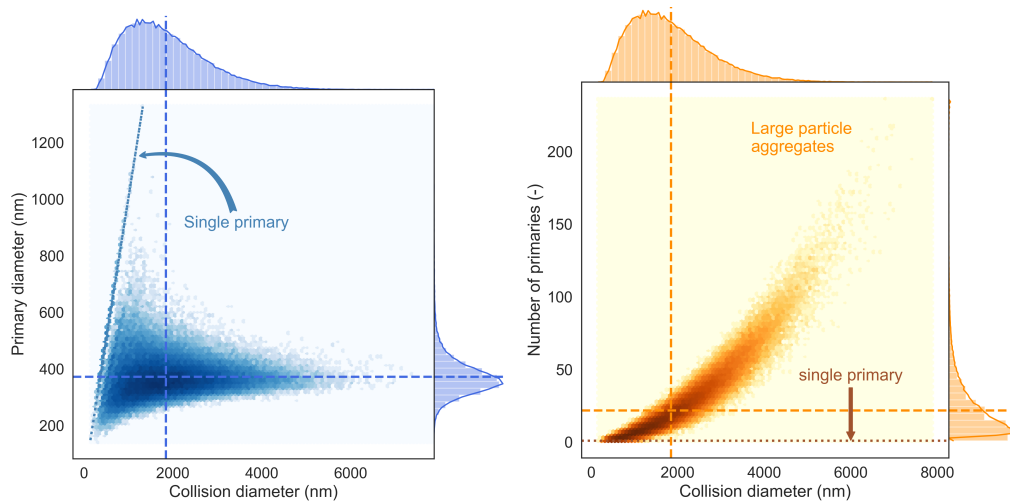 Primary diameter (nm)
1200
1000
800
600
400
200
0
2000
4000
6000
Collision diameter (nm)
Single primary
Number of primaries (-)
200
150
100
50
0
0
2000
4000
6000
8000
Collision diameter (nm)
Large particle
aggregates
single primary